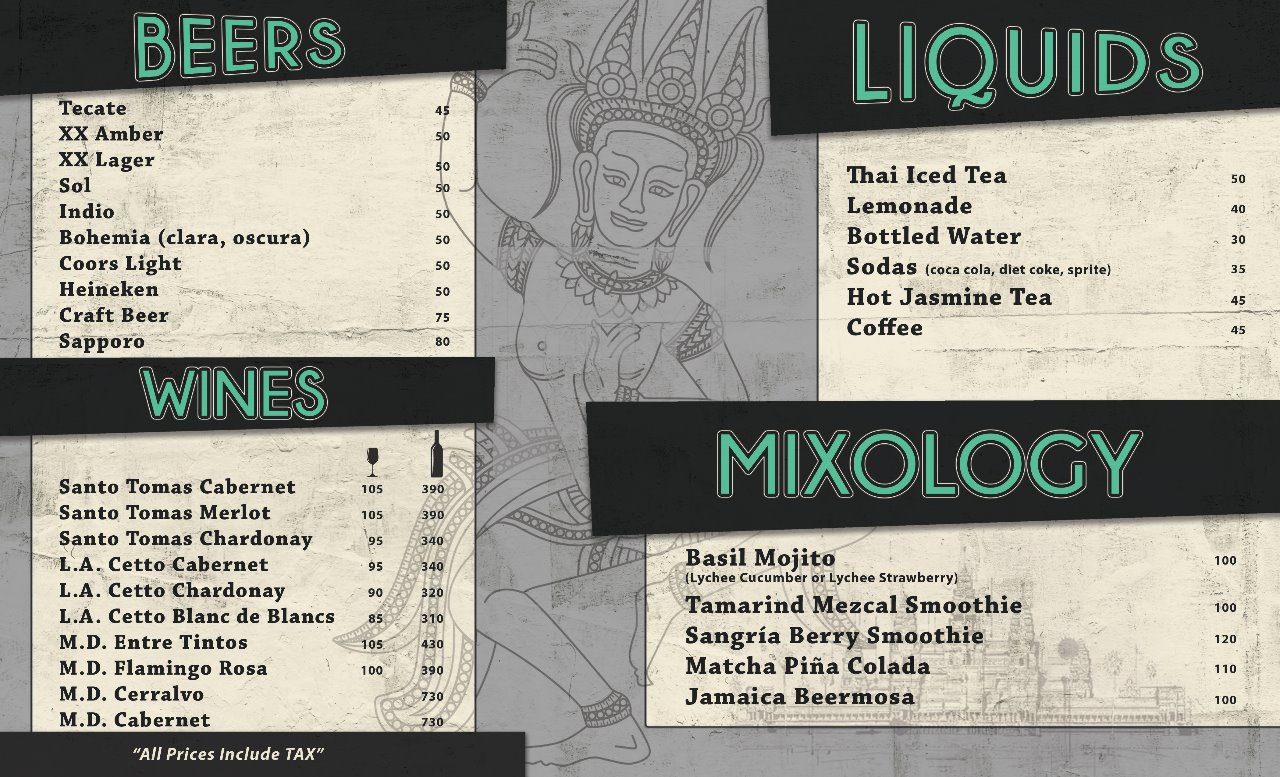 BEERS
Tecate 45
XX Amber 50
XX Lager 50
Sol 50
Indio 50
Bohemia (clara, oscura) 50
Coors Light 50
Heineken 50
Craft Beer 75
Sapporo 80
WINES
Santo Tomas Cabernet 105 390
Santo Tomas Merlot 105 390
Santo Tomas Chardonay 95 340
L.A. Cetto Cabernet 95 340
L.A. Cetto Chardonay 90 320
L.A. Cetto Blanc de Blancs 85 310
M.D. Entre Tintos 105 430
M.D. Flamingo Rosa 100 390
M.D. Cerralvo 730
M.D. Cabernet 730
“All Prices Include TAX”
LIQUIDS
Thai Iced Tea 50
Lemonade 40
Bottled Water 30
Sodas (coca cola, diet coke, sprite) 35
Hot Jasmine Tea 45
Coffee 45
MIXOLOGY
Basil Mojito 100
(Lychee Cucumber or Lychee Strawberry)
Tamarind Mezcal Smoothie 100
Sangría Berry Smoothie 120
Matcha Piña Colada 110
Jamaica Beermosa 100